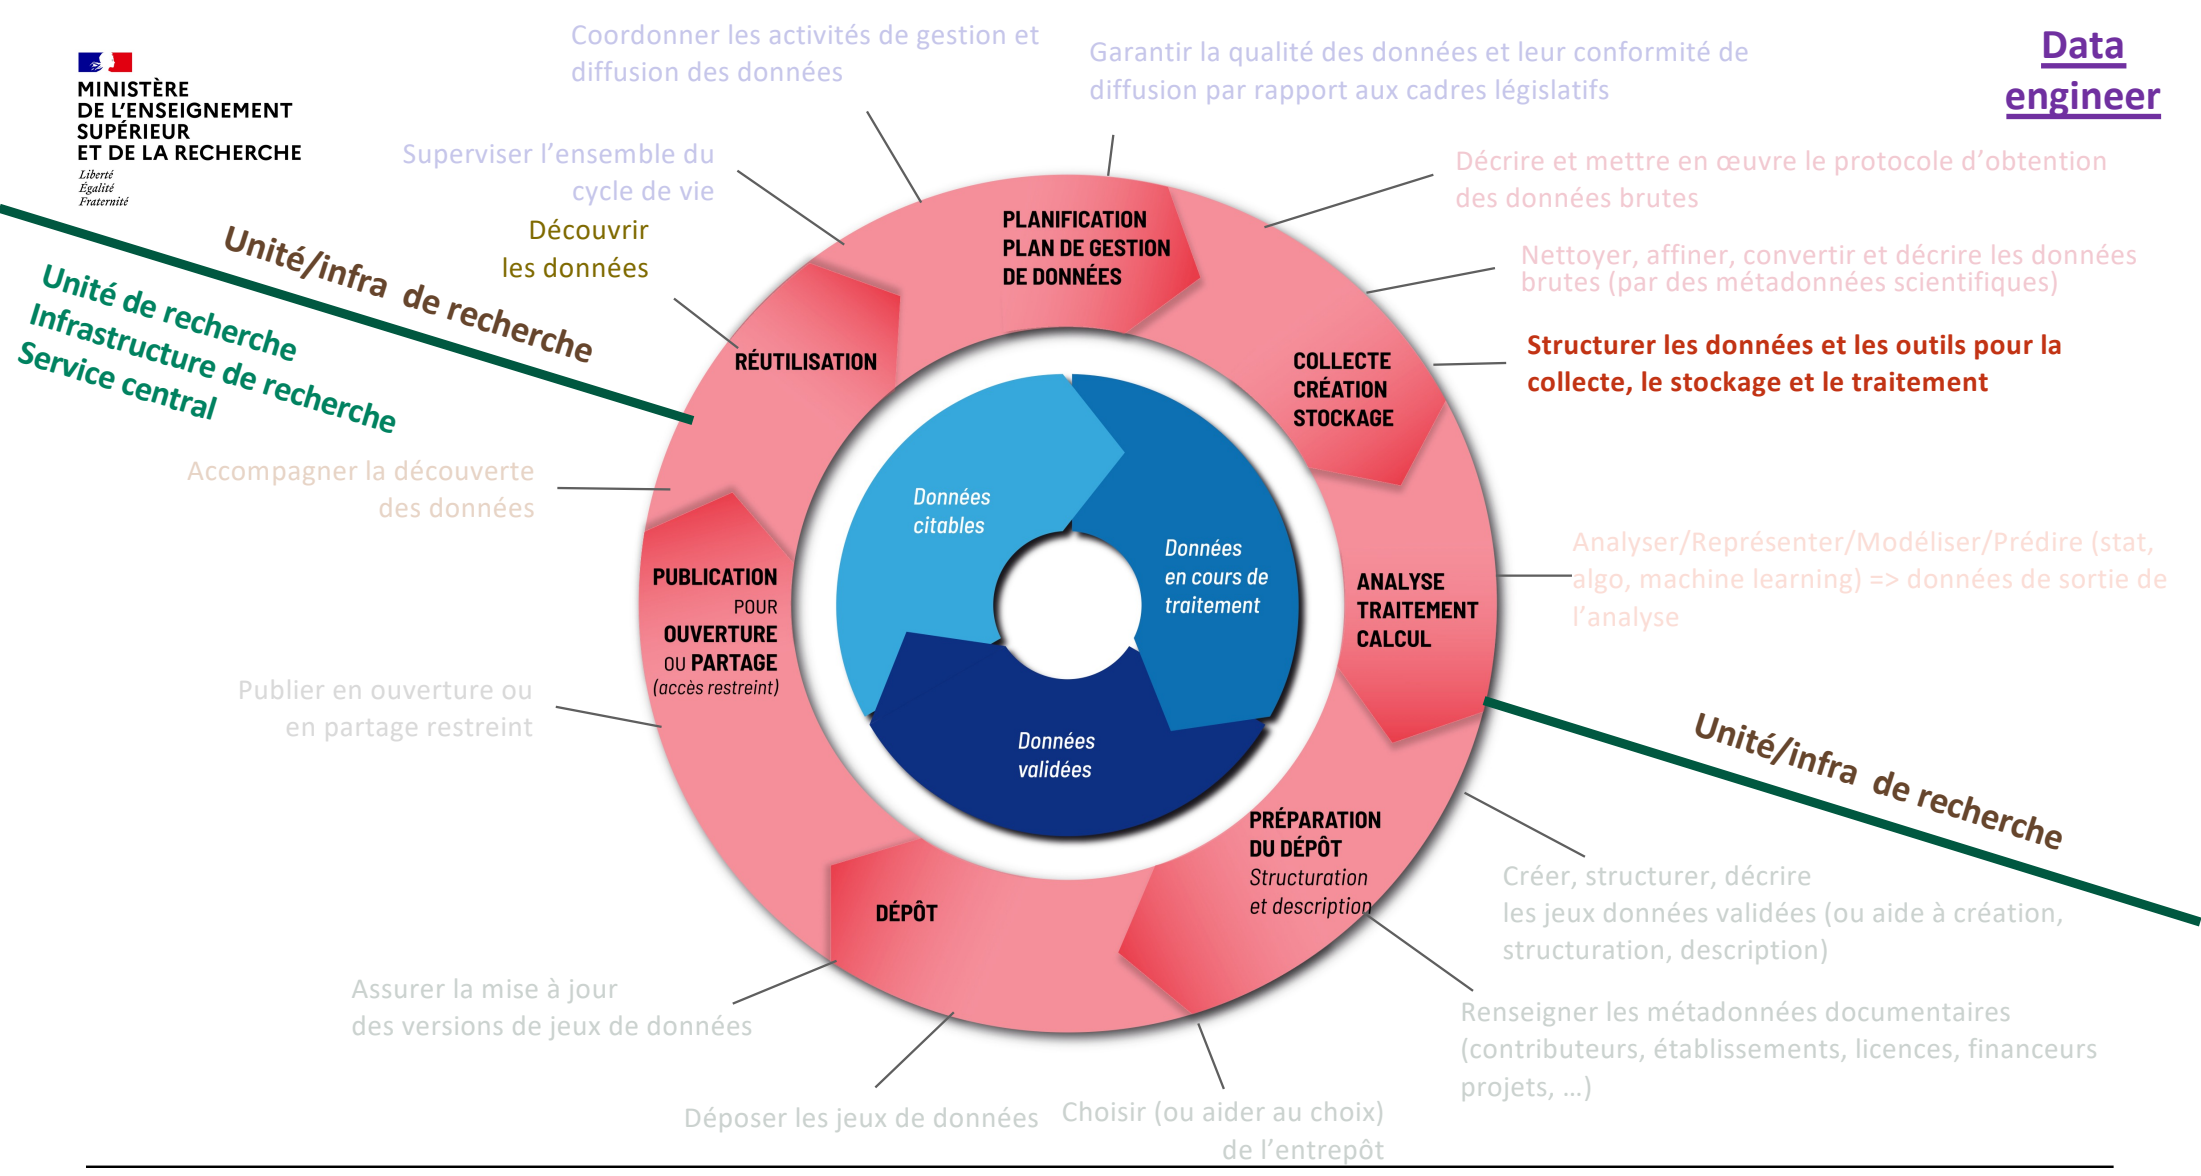 MINISTÈRE
DE L'ENSEIGNEMENT
SUPÉRIEUR
ET DE LA RECHERCHE
Liberté
Égalité
Fraternité
Coordonner les activités de gestion et
diffusion des données
Garantir la qualité des données et leur conformité de
diffusion par rapport aux cadres législatifs
Data
engineer
Superviser l'ensemble du
cycle de vie
Découvrir
les données
Décrire et mettre en œuvre le protocole d'obtention
des données brutes
Nettoyer, affiner, convertir et décrire les données
brutes (par des métadonnées scientifiques)
Structurer les données et les outils pour la
collecte, le stockage et le traitement
Unité/infra de recherche
Unité de recherche
Infrastructure de recherche
Service central
PLANIFICATION
PLAN DE GESTION
DE DONNÉES
RÉUTILISATION
COLLECTE
CRÉATION
STOCKAGE
Accompagner la découverte
des données
Données
citables
Données
en cours de
traitement
Données
validées
Analyser/Représenter/Modéliser/Prédire (stat,
algo, machine learning) => données de sortie de
l'analyse
ANALYSE
TRAITEMENT
CALCUL
PUBLICATION
POUR
OUVERTURE
OU PARTAGE
(accès restreint)
Publier en ouverture ou
en partage restreint
Unité/infra de recherche
PRÉPARATION
DU DÉPÔT
Structuration
et description
DÉPÔT
Créer, structurer, décrire
les jeux données validées (ou aide à création,
structuration, description)
Assurer la mise à jour
des versions de jeux de données
Renseigner les métadonnées documentaires
(contributeurs, établissements, licences, financeurs
projets, ...)
Déposer les jeux de données
Choisir (ou aider au choix)
de l'entrepôt